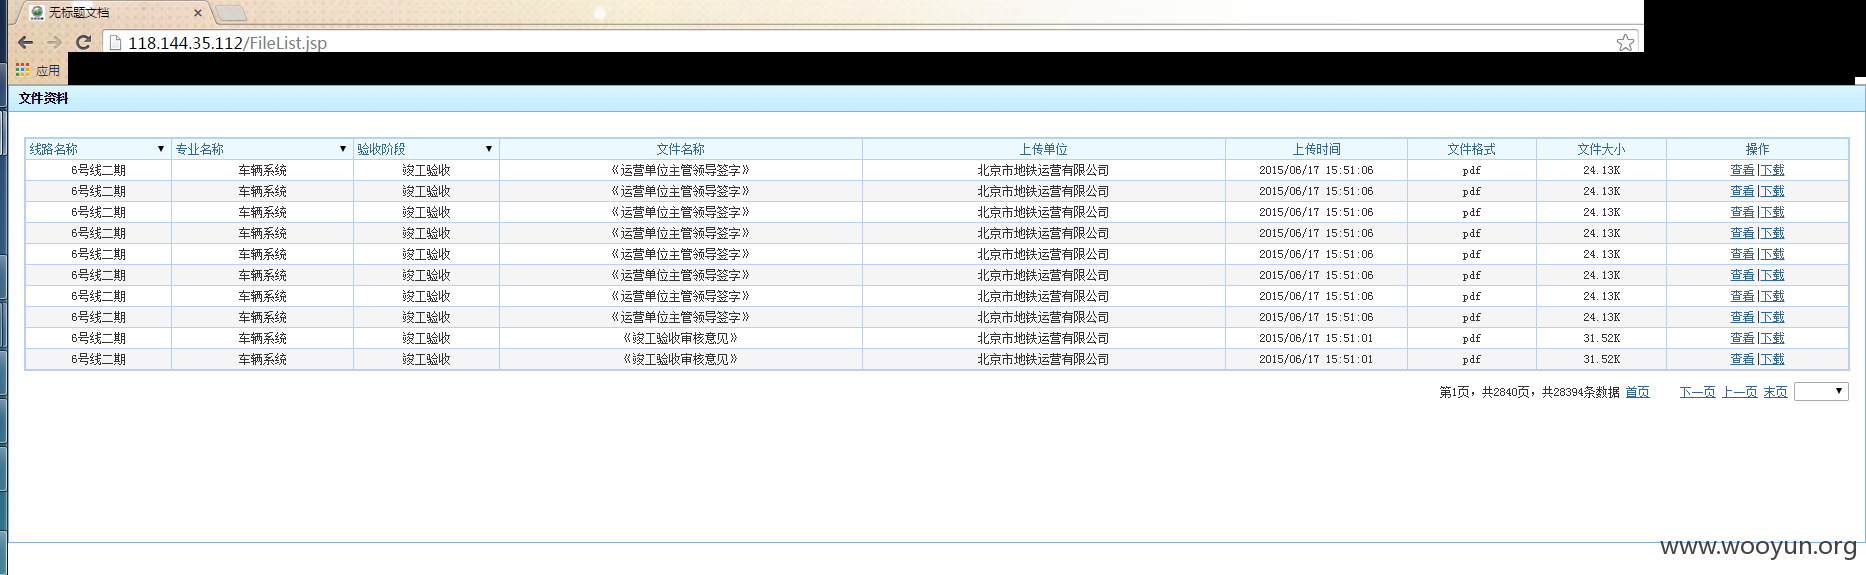 无标题文档
118.144.35.112/FileList.jsp
应用
文件资料
线路名称 专业名称 验收阶段 文件名称 上传单位 上传时间 文件格式 文件大小 操作
6号线二期 车辆系统 竣工验收 《运营单位主管领导签字》 北京市地铁运营有限公司 2015/06/17 15:51:06 pdf 24.13K 查看|下载
6号线二期 车辆系统 竣工验收 《运营单位主管领导签字》 北京市地铁运营有限公司 2015/06/17 15:51:06 pdf 24.13K 查看|下载
6号线二期 车辆系统 竣工验收 《运营单位主管领导签字》 北京市地铁运营有限公司 2015/06/17 15:51:06 pdf 24.13K 查看|下载
6号线二期 车辆系统 竣工验收 《运营单位主管领导签字》 北京市地铁运营有限公司 2015/06/17 15:51:06 pdf 24.13K 查看|下载
6号线二期 车辆系统 竣工验收 《运营单位主管领导签字》 北京市地铁运营有限公司 2015/06/17 15:51:06 pdf 24.13K 查看|下载
6号线二期 车辆系统 竣工验收 《运营单位主管领导签字》 北京市地铁运营有限公司 2015/06/17 15:51:06 pdf 24.13K 查看|下载
6号线二期 车辆系统 竣工验收 《运营单位主管领导签字》 北京市地铁运营有限公司 2015/06/17 15:51:06 pdf 24.13K 查看|下载
6号线二期 车辆系统 竣工验收 《运营单位主管领导签字》 北京市地铁运营有限公司 2015/06/17 15:51:06 pdf 24.13K 查看|下载
6号线二期 车辆系统 竣工验收 《竣工验收审核意见》 北京市地铁运营有限公司 2015/06/17 15:51:01 pdf 31.52K 查看|下载
6号线二期 车辆系统 竣工验收 《竣工验收审核意见》 北京市地铁运营有限公司 2015/06/17 15:51:01 pdf 31.52K 查看|下载
第1页，共2840页，共28394条数据 首页 下一页 上一页 末页
www.wooyun.org